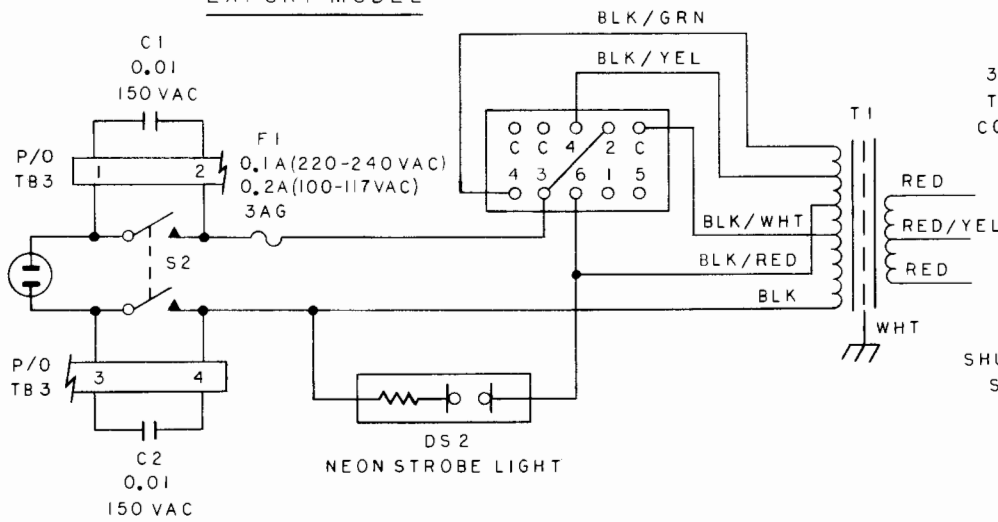 C1
0.01
150 VAC
P/O
TB3
1 2
F1
0.1A(220-240VAC)
0.2A(100-117VAC)
3AG
S2
P/O
TB3
3 4
C2
0.01
150 VAC
BLK/GRN
BLK/YEL
C C 4 2 C
4 3 6 1 5
BLK/WHT
BLK/RED
BLK
DS2
NEON STROBE LIGHT
T1
RED
RED/YEL
RED
WHT